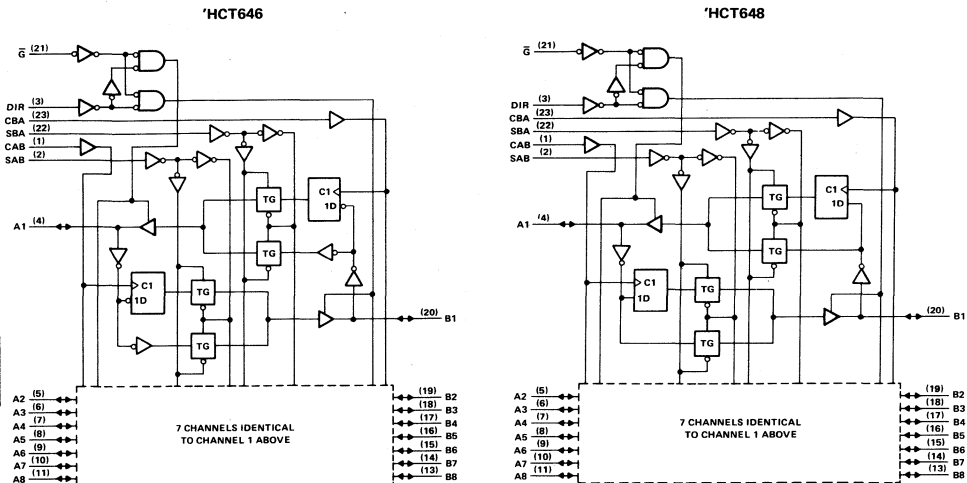 'HCT646
G̅ (21)
DIR (3)
CBA (23)
SBA (22)
CAB (1)
SAB (2)
TG
C1
1D
A1 (4)
TG
C1
1D
TG
(20) B1
TG
A2 (5)
A3 (6)
A4 (7)
A5 (8)
A6 (9)
A7 (10)
A8 (11)
7 CHANNELS IDENTICAL
TO CHANNEL 1 ABOVE
(19) B2
(18) B3
(17) B4
(16) B5
(15) B6
(14) B7
(13) B8
'HCT648
G̅ (21)
DIR (3)
CBA (23)
SBA (22)
CAB (1)
SAB (2)
TG
C1
1D
A1 (4)
TG
C1
1D
TG
(20) B1
TG
A2 (5)
A3 (6)
A4 (7)
A5 (8)
A6 (9)
A7 (10)
A8 (11)
7 CHANNELS IDENTICAL
TO CHANNEL 1 ABOVE
(19) B2
(18) B3
(17) B4
(16) B5
(15) B6
(14) B7
(13) B8